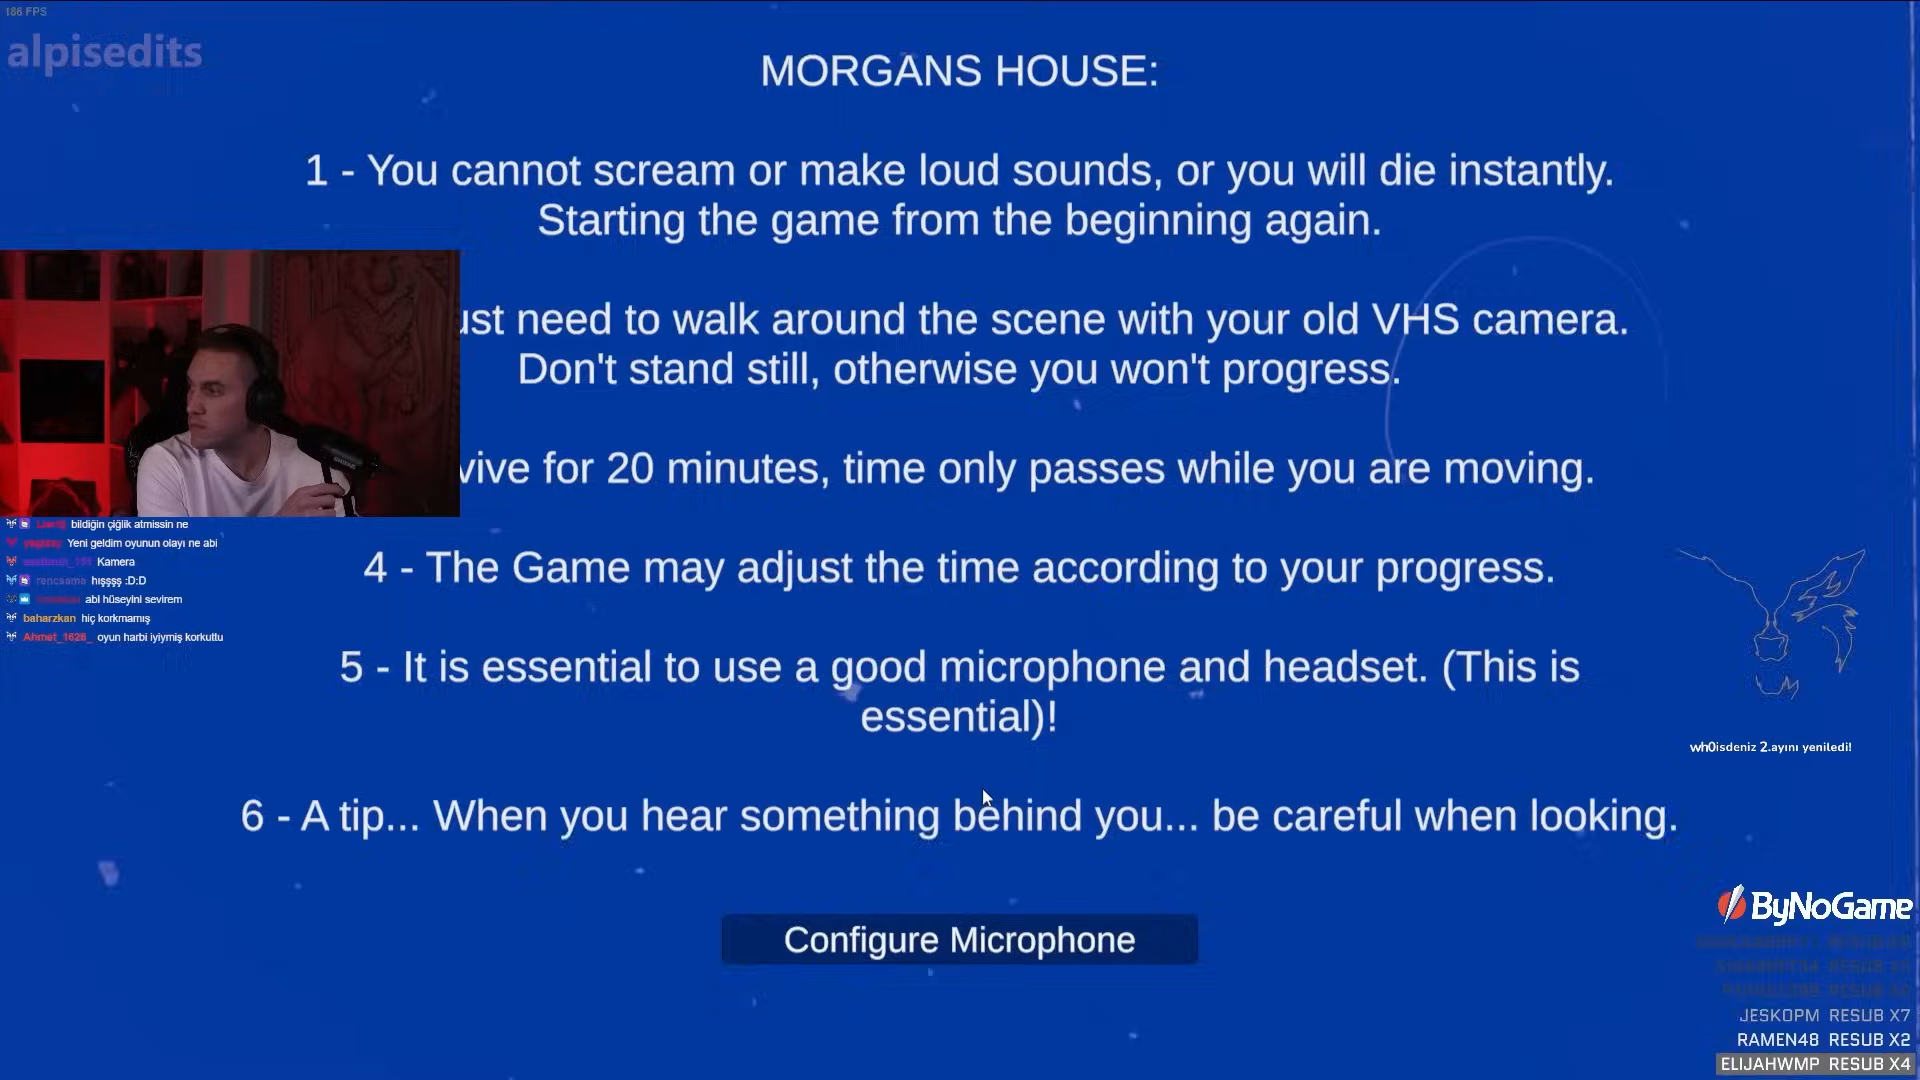 186 FPS
alpisedits
MORGANS HOUSE:
1 - You cannot scream or make loud sounds, or you will die instantly.
Starting the game from the beginning again.
ust need to walk around the scene with your old VHS camera.
Don't stand still, otherwise you won't progress.
vive for 20 minutes, time only passes while you are moving.
4 - The Game may adjust the time according to your progress.
5 - It is essential to use a good microphone and headset. (This is
essential)!
6 - A tip... When you hear something behind you... be careful when looking.
Configure Microphone
bildiğin çığlık atmissin ne
Yeni geldim oyunun olayı ne abi
Kamera
rencsama hışşşş :D:D
abi hüseyini sevirem
baharzkan hiç korkmamış
Ahmet_1628_ oyun harbi iyiymiş korkuttu
wh0isdeniz 2.ayını yeniledi!
ByNoGame
JESKOPM RESUB X7
RAMEN48 RESUB X2
ELIJAHWMP RESUB X4